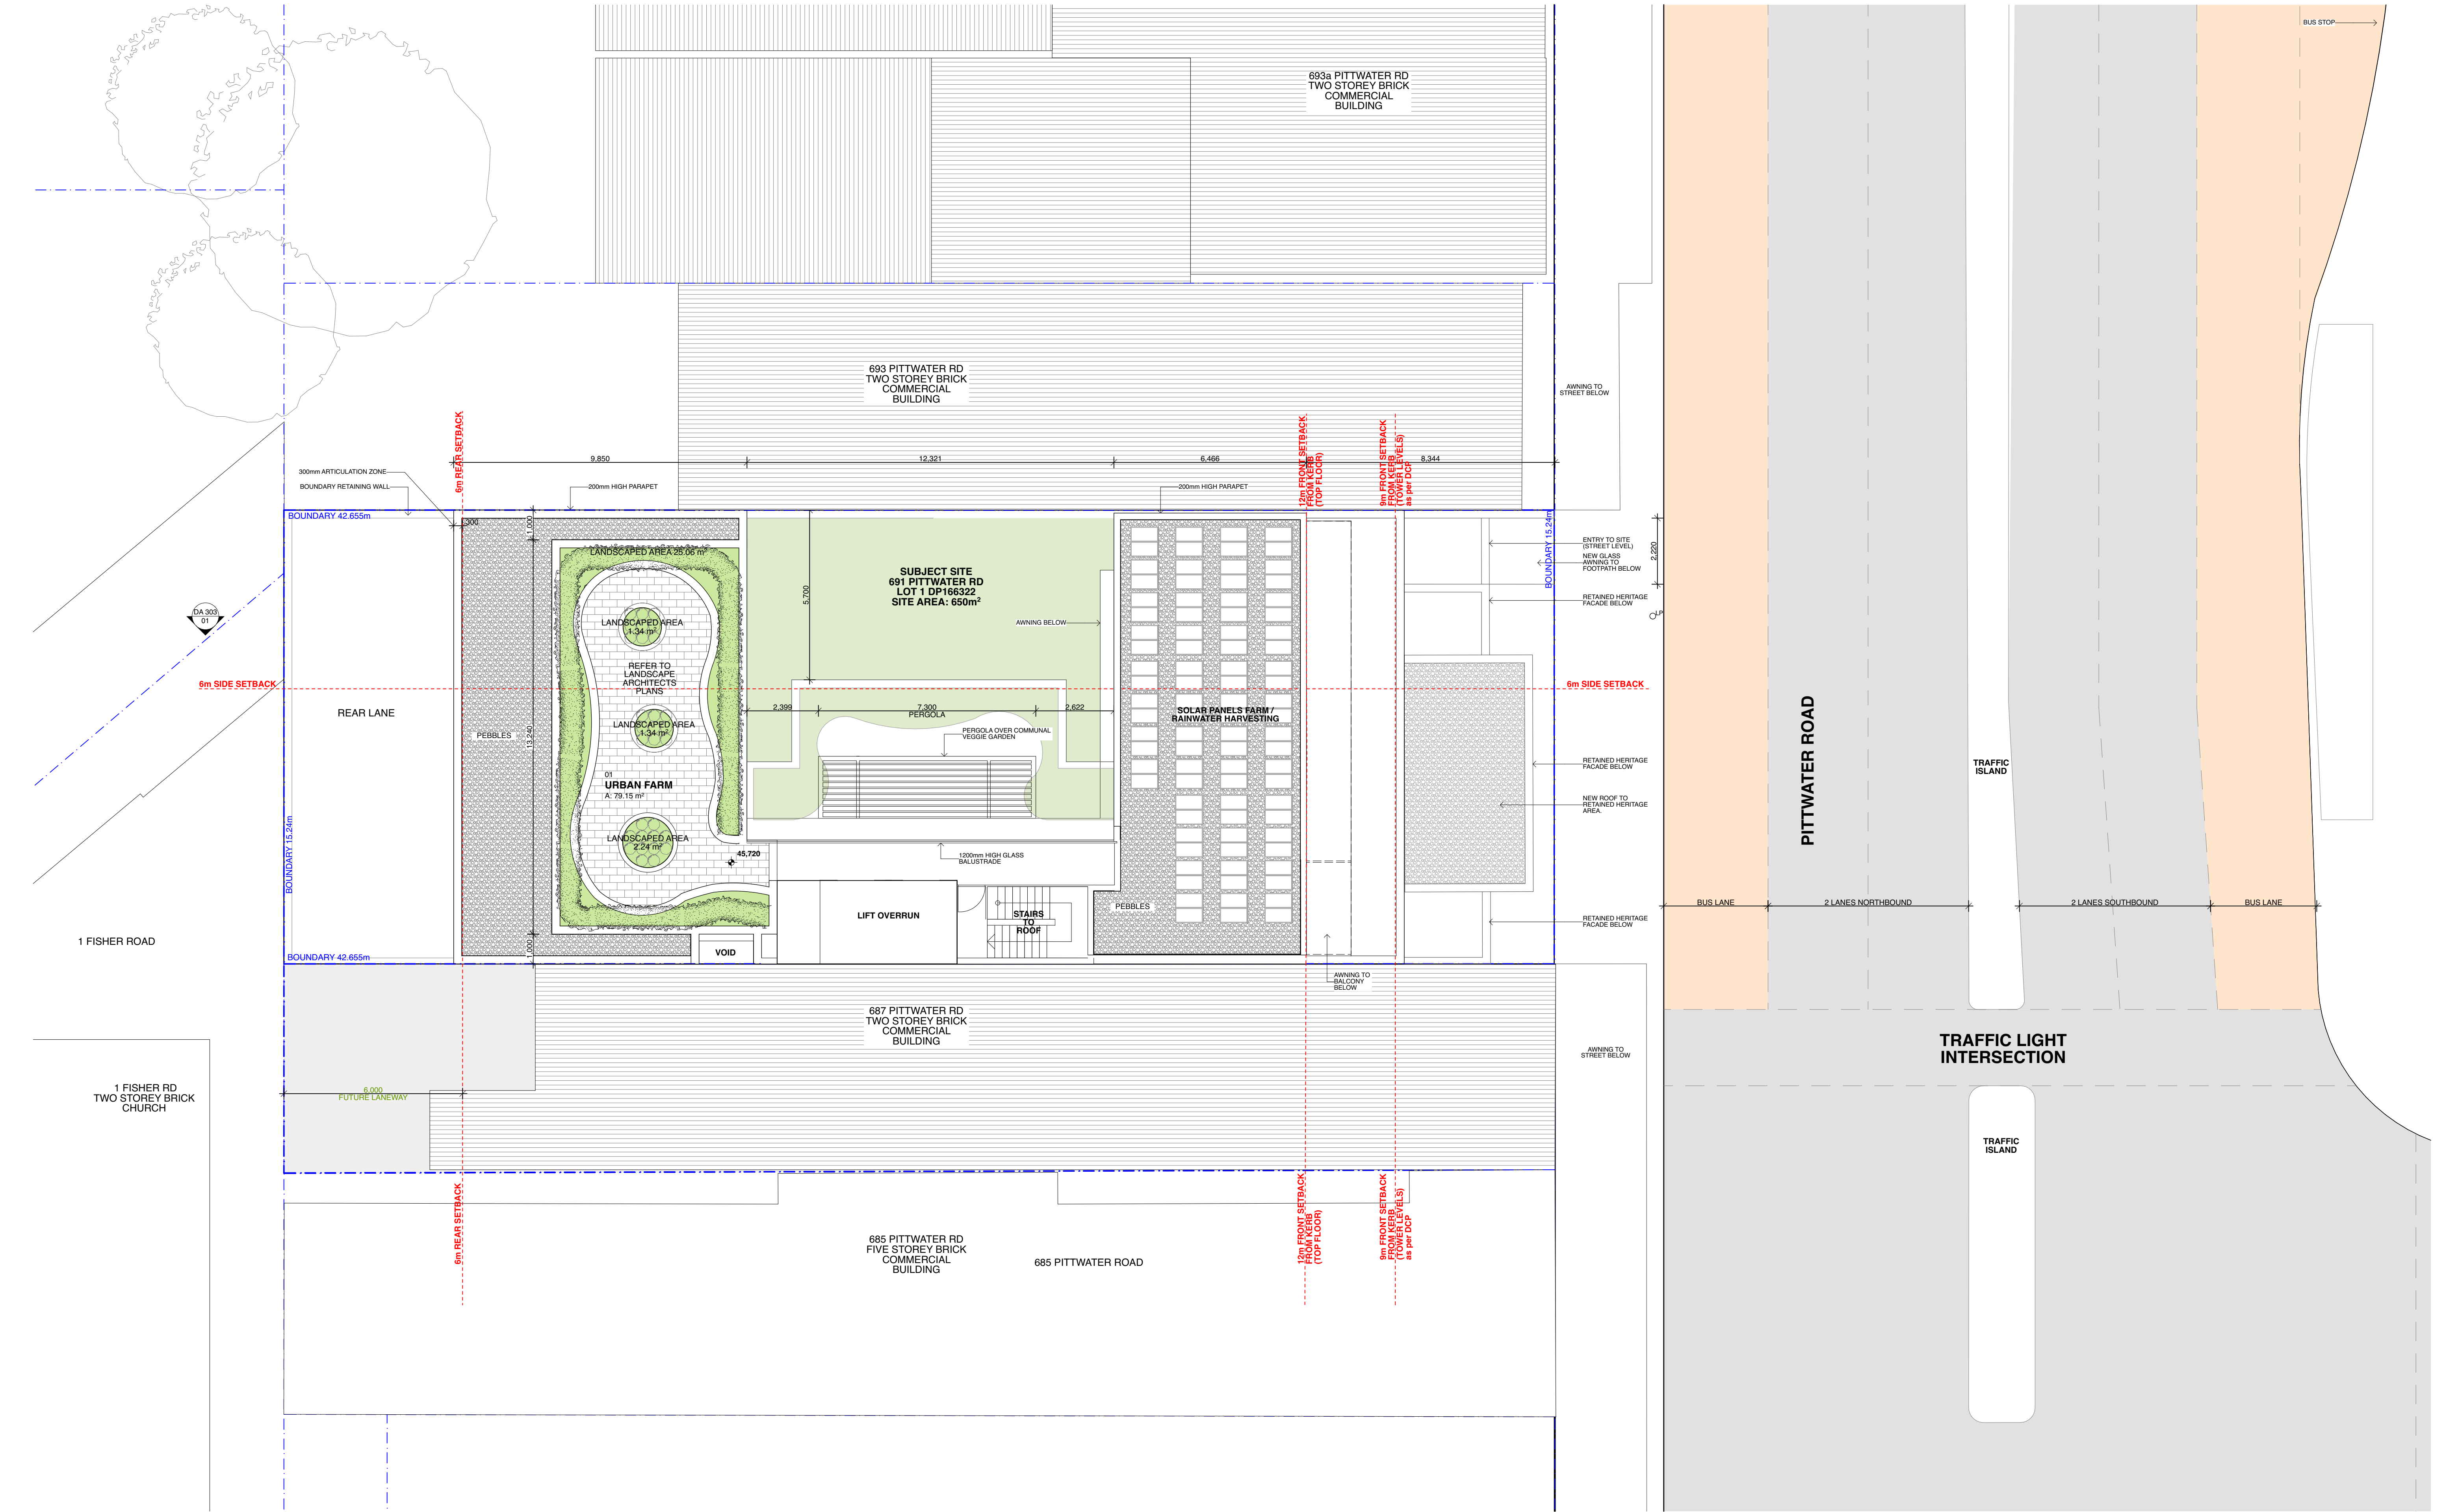 BUS STOP
693a PITTWATER RD
TWO STOREY BRICK
COMMERCIAL
BUILDING
693 PITTWATER RD
TWO STOREY BRICK
COMMERCIAL
BUILDING
AWNING TO
STREET BELOW
6m REAR SETBACK
12m FRONT SETBACK
FROM KERB
(TOP FLOOR)
9m FRONT SETBACK
FROM KERB
(TOWER LEVELS)
as per DCP
9,850
12,321
6,466
8,344
300mm ARTICULATION ZONE
BOUNDARY RETAINING WALL
200mm HIGH PARAPET
200mm HIGH PARAPET
BOUNDARY 42.655m
300
1,000
BOUNDARY 15.24m
ENTRY TO SITE
(STREET LEVEL)
NEW GLASS
AWNING TO
FOOTPATH BELOW
2,220
LANDSCAPED AREA 25.06 m²
SUBJECT SITE
691 PITTWATER RD
LOT 1 DP166322
SITE AREA: 650m²
5,700
RETAINED HERITAGE
FACADE BELOW
LP
DA 303
01
LANDSCAPED AREA
1.34 m²
AWNING BELOW
REFER TO
LANDSCAPE
ARCHITECTS
PLANS
6m SIDE SETBACK
6m SIDE SETBACK
REAR LANE
2,399
7,300
PERGOLA
2,622
SOLAR PANELS FARM /
RAINWATER HARVESTING
LANDSCAPED AREA
1.34 m²
PEBBLES
13,240
PERGOLA OVER COMMUNAL
VEGGIE GARDEN
RETAINED HERITAGE
FACADE BELOW
PITTWATER ROAD
TRAFFIC
ISLAND
01
URBAN FARM
A: 79.15 m²
NEW ROOF TO
RETAINED HERITAGE
AREA.
LANDSCAPED AREA
2.24 m²
45,720
1200mm HIGH GLASS
BALUSTRADE
BOUNDARY 15.24m
PEBBLES
LIFT OVERRUN
STAIRS
TO
ROOF
RETAINED HERITAGE
FACADE BELOW
BUS LANE
2 LANES NORTHBOUND
2 LANES SOUTHBOUND
BUS LANE
1 FISHER ROAD
VOID
1,000
BOUNDARY 42.655m
AWNING TO
BALCONY
BELOW
687 PITTWATER RD
TWO STOREY BRICK
COMMERCIAL
BUILDING
AWNING TO
STREET BELOW
TRAFFIC LIGHT
INTERSECTION
1 FISHER RD
TWO STOREY BRICK
CHURCH
6,000
FUTURE LANEWAY
TRAFFIC
ISLAND
6m REAR SETBACK
12m FRONT SETBACK
FROM KERB
(TOP FLOOR)
9m FRONT SETBACK
FROM KERB
(TOWER LEVELS)
as per DCP
685 PITTWATER RD
FIVE STOREY BRICK
COMMERCIAL
BUILDING
685 PITTWATER ROAD